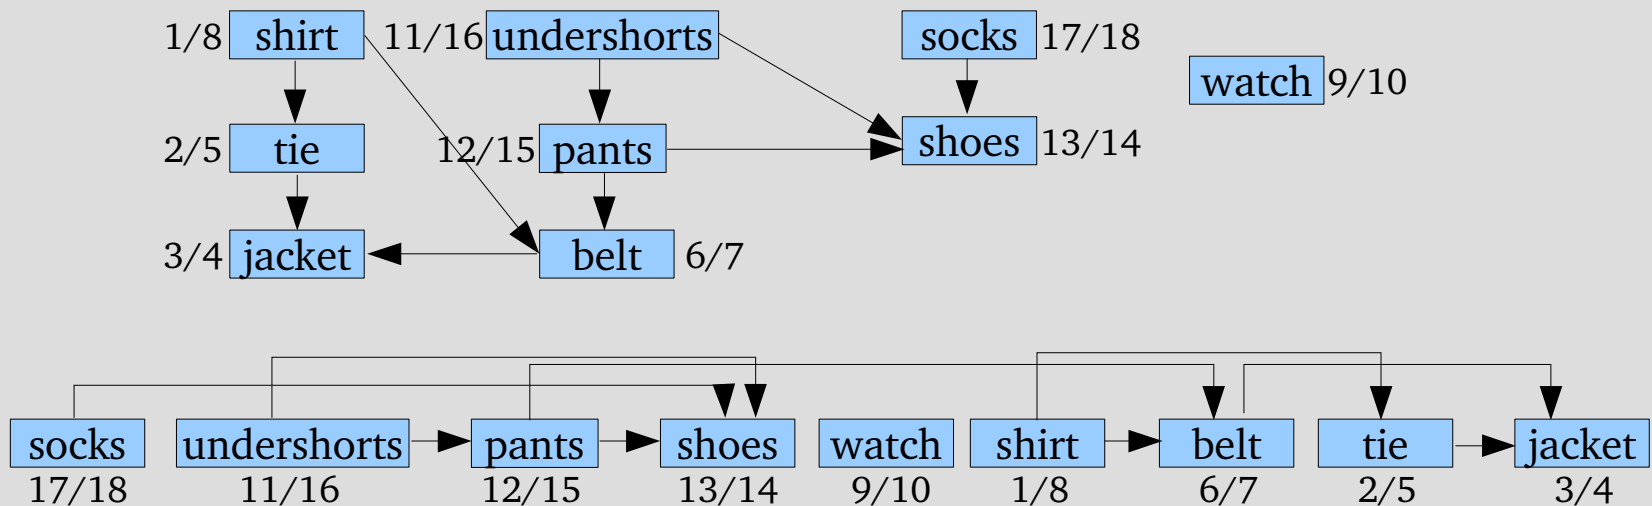 1/8 shirt 11/16 undershorts socks 17/18
watch 9/10
2/5 tie 12/15 pants shoes 13/14
3/4 jacket belt 6/7
socks undershorts pants shoes watch shirt belt tie jacket
17/18 11/16 12/15 13/14 9/10 1/8 6/7 2/5 3/4